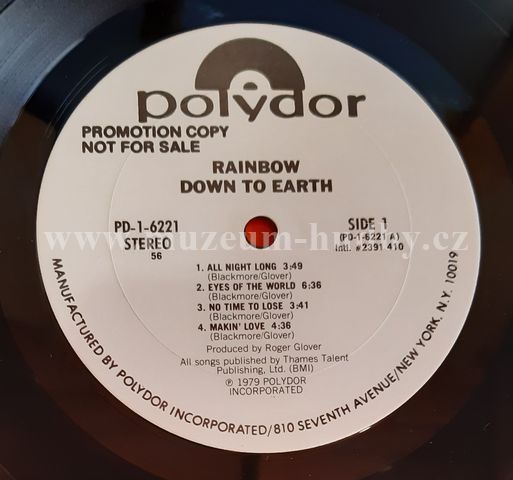 polydor
PROMOTION COPY
NOT FOR SALE
RAINBOW
DOWN TO EARTH
PD-1-6221
STEREO
56
SIDE 1
(PD-1-6221 A)
Intl. #2391 410
1. ALL NIGHT LONG 3:49
(Blackmore/Glover)
2. EYES OF THE WORLD 6:36
(Blackmore/Glover)
3. NO TIME TO LOSE 3:41
(Blackmore/Glover)
4. MAKIN' LOVE 4:36
(Blackmore/Glover)
Produced by Roger Glover
All songs published by Thames Talent
Publishing, Ltd. (BMI)
℗ 1979 POLYDOR
INCORPORATED
MANUFACTURED BY POLYDOR INCORPORATED/810 SEVENTH AVENUE/NEW YORK, N.Y. 10019